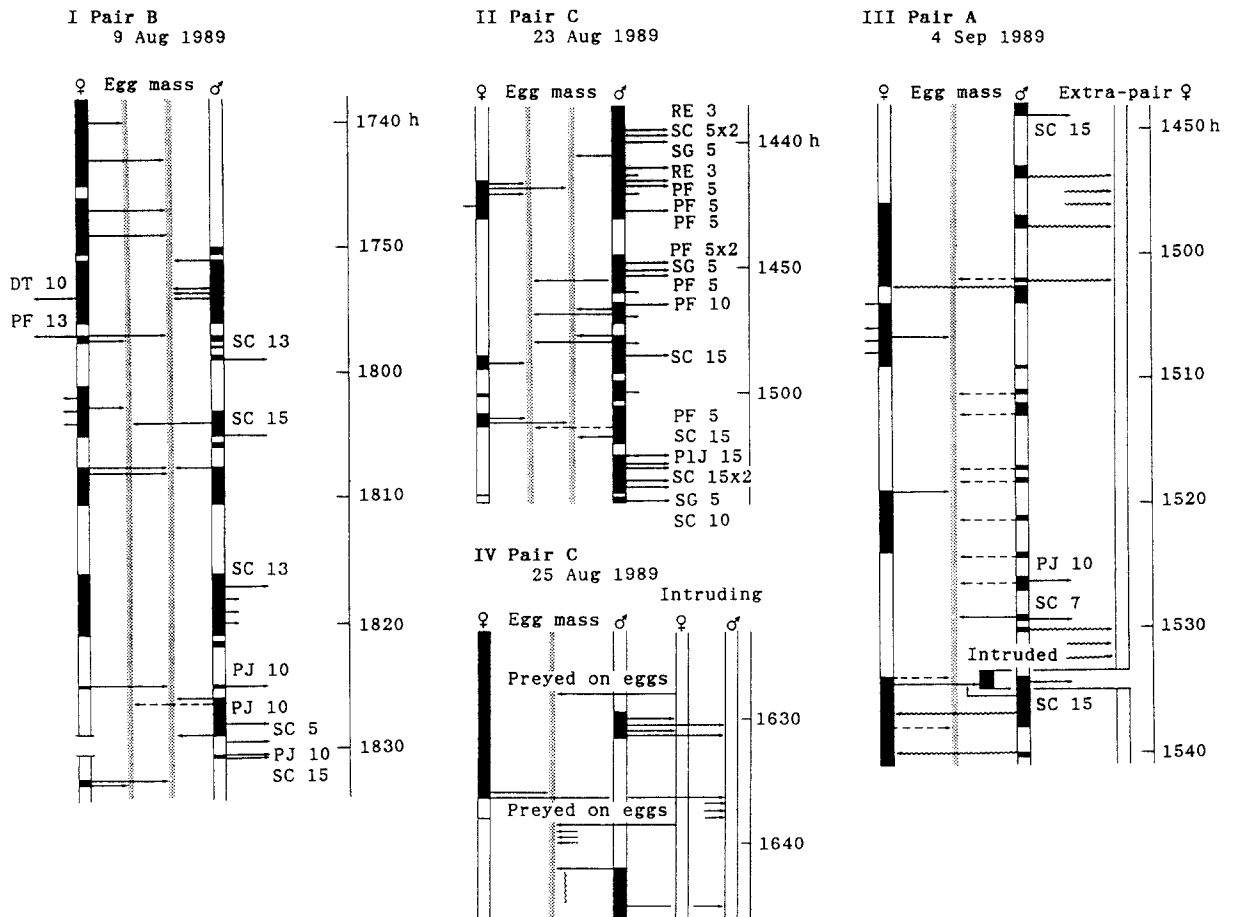 I Pair B
9 Aug 1989
♀ Egg mass ♂
1740 h
1750
DT 10
PF 13
SC 13
1800
SC 15
1810
SC 13
1820
PJ 10
PJ 10
SC 5
1830
PJ 10
SC 15
II Pair C
23 Aug 1989
♀ Egg mass ♂
RE 3
SC 5x2
1440 h
SG 5
RE 3
PF 5
PF 5
PF 5
PF 5x2
SG 5
1450
PF 5
PF 10
SC 15
1500
PF 5
SC 15
PlJ 15
SC 15x2
SG 5
SC 10
IV Pair C
25 Aug 1989
Intruding
♀ Egg mass ♂ ♀ ♂
Preyed on eggs
1630
Preyed on eggs
1640
III Pair A
4 Sep 1989
♀ Egg mass ♂ Extra-pair ♀
SC 15
1450 h
1500
1510
1520
PJ 10
SC 7
1530
Intruded
SC 15
1540